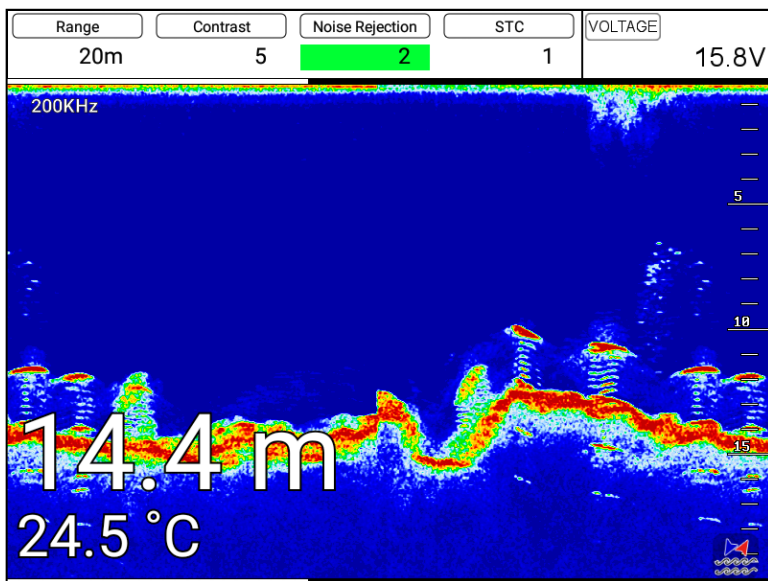 Range
Contrast
Noise Rejection
STC
VOLTAGE
20m
5
2
1
15.8V
200KHz
5
10
15
14.4 m
24.5 °C